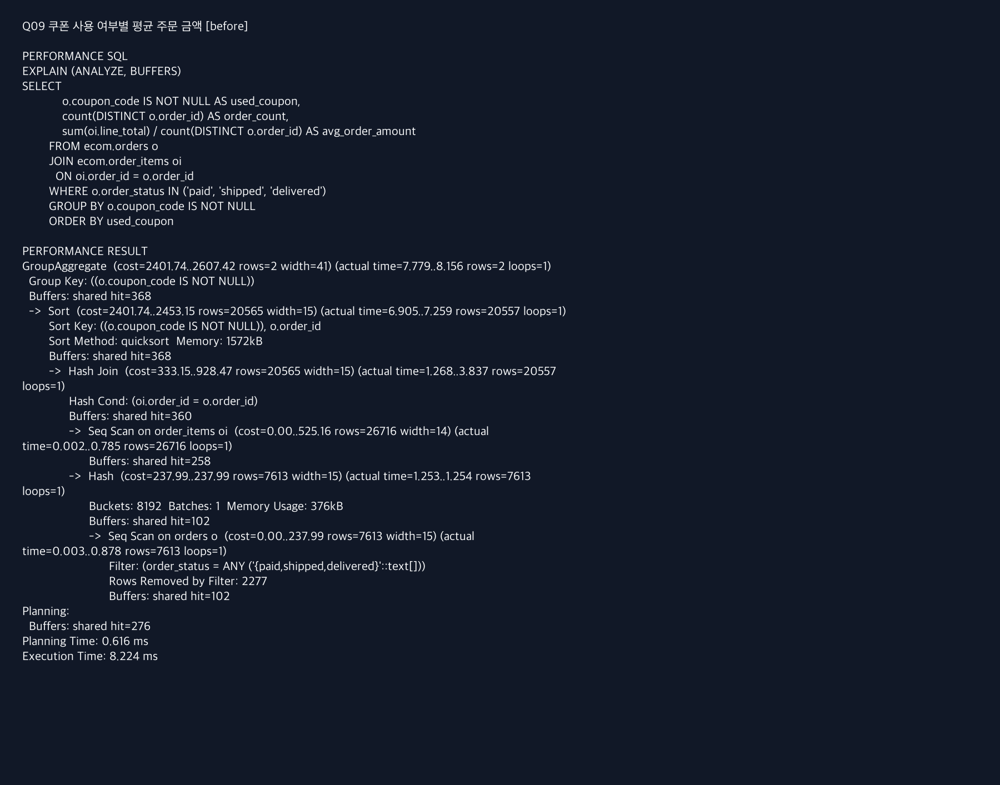 Q09 쿠폰 사용 여부별 평균 주문 금액 [before]

PERFORMANCE SQL
EXPLAIN (ANALYZE, BUFFERS)
SELECT
            o.coupon_code IS NOT NULL AS used_coupon,
            count(DISTINCT o.order_id) AS order_count,
            sum(oi.line_total) / count(DISTINCT o.order_id) AS avg_order_amount
        FROM ecom.orders o
        JOIN ecom.order_items oi
          ON oi.order_id = o.order_id
        WHERE o.order_status IN ('paid', 'shipped', 'delivered')
        GROUP BY o.coupon_code IS NOT NULL
        ORDER BY used_coupon

PERFORMANCE RESULT
GroupAggregate  (cost=2401.74..2607.42 rows=2 width=41) (actual time=7.779..8.156 rows=2 loops=1)
  Group Key: ((o.coupon_code IS NOT NULL))
  Buffers: shared hit=368
  ->  Sort  (cost=2401.74..2453.15 rows=20565 width=15) (actual time=6.905..7.259 rows=20557 loops=1)
        Sort Key: ((o.coupon_code IS NOT NULL)), o.order_id
        Sort Method: quicksort  Memory: 1572kB
        Buffers: shared hit=368
        ->  Hash Join  (cost=333.15..928.47 rows=20565 width=15) (actual time=1.268..3.837 rows=20557
loops=1)
              Hash Cond: (oi.order_id = o.order_id)
              Buffers: shared hit=360
              ->  Seq Scan on order_items oi  (cost=0.00..525.16 rows=26716 width=14) (actual
time=0.002..0.785 rows=26716 loops=1)
                    Buffers: shared hit=258
              ->  Hash  (cost=237.99..237.99 rows=7613 width=15) (actual time=1.253..1.254 rows=7613
loops=1)
                    Buckets: 8192  Batches: 1  Memory Usage: 376kB
                    Buffers: shared hit=102
                    ->  Seq Scan on orders o  (cost=0.00..237.99 rows=7613 width=15) (actual
time=0.003..0.878 rows=7613 loops=1)
                          Filter: (order_status = ANY ('{paid,shipped,delivered}'::text[]))
                          Rows Removed by Filter: 2277
                          Buffers: shared hit=102
Planning:
  Buffers: shared hit=276
Planning Time: 0.616 ms
Execution Time: 8.224 ms